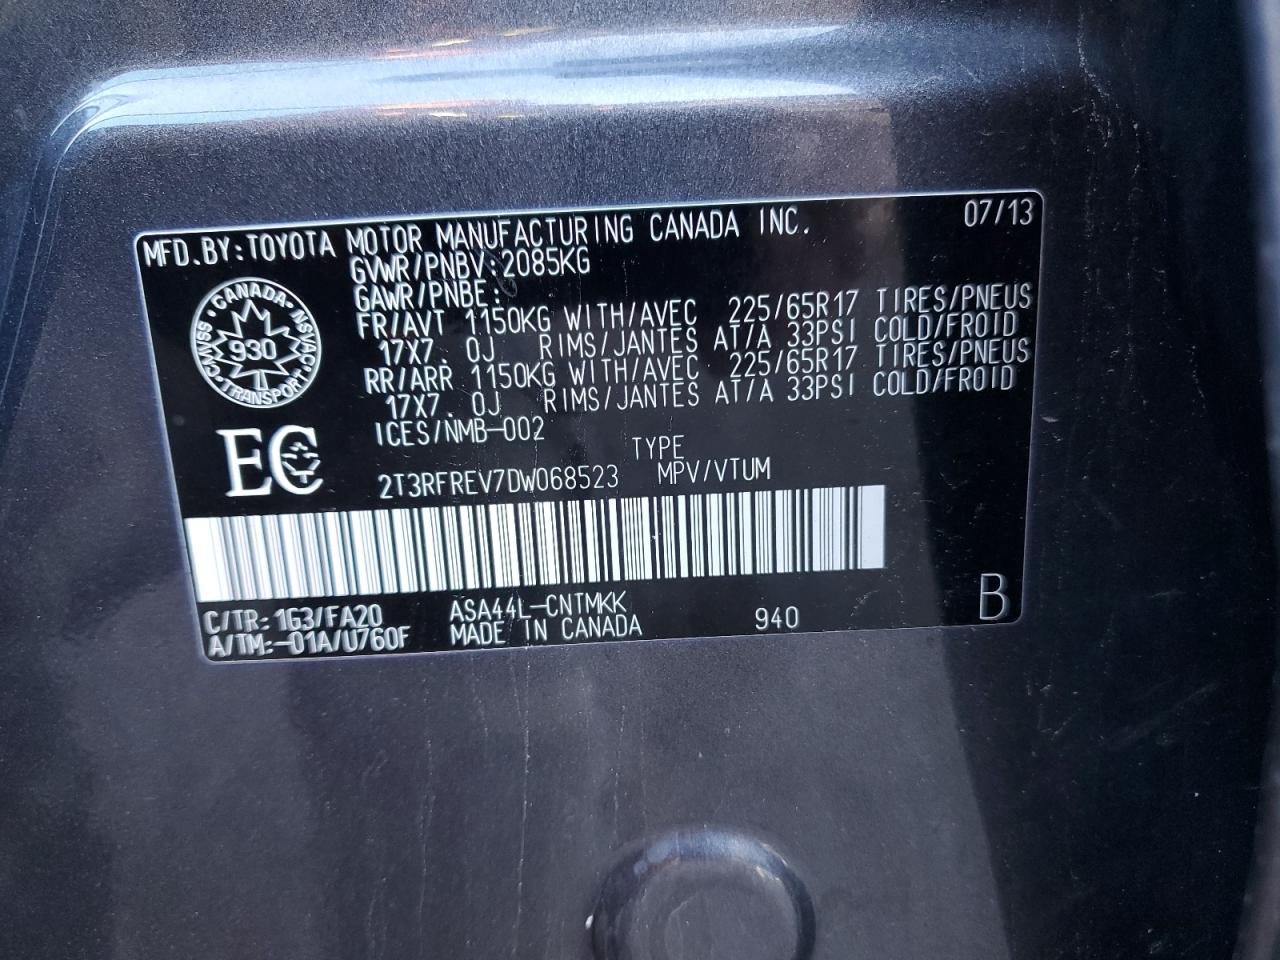 MFD.BY:TOYOTA MOTOR MANUFACTURING CANADA INC. 07/13
GVWR/PNBV:2085KG
GAWR/PNBE:
FR/AVT 1150KG WITH/AVEC 225/65R17 TIRES/PNEUS
17X7.0J RIMS/JANTES AT/A 33PSI COLD/FROID
RR/ARR 1150KG WITH/AVEC 225/65R17 TIRES/PNEUS
17X7.0J RIMS/JANTES AT/A 33PSI COLD/FROID
ICES/NMB-002
CANADA
CMVSS
NSVAC
930
TRANSPORT
EC
TYPE
2T3RFREV7DW068523 MPV/VTUM
C/TR:1G3/FA20 ASA44L-CNTMKK
A/TM:-01A/U760F MADE IN CANADA 940 B